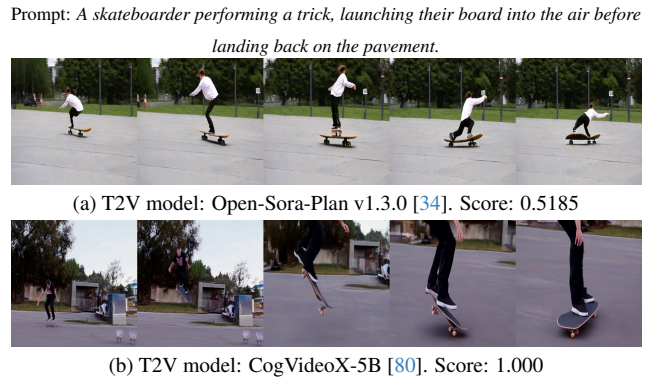 Prompt: A skateboarder performing a trick, launching their board into the air before
landing back on the pavement.
(a) T2V model: Open-Sora-Plan v1.3.0 [34]. Score: 0.5185
(b) T2V model: CogVideoX-5B [80]. Score: 1.000